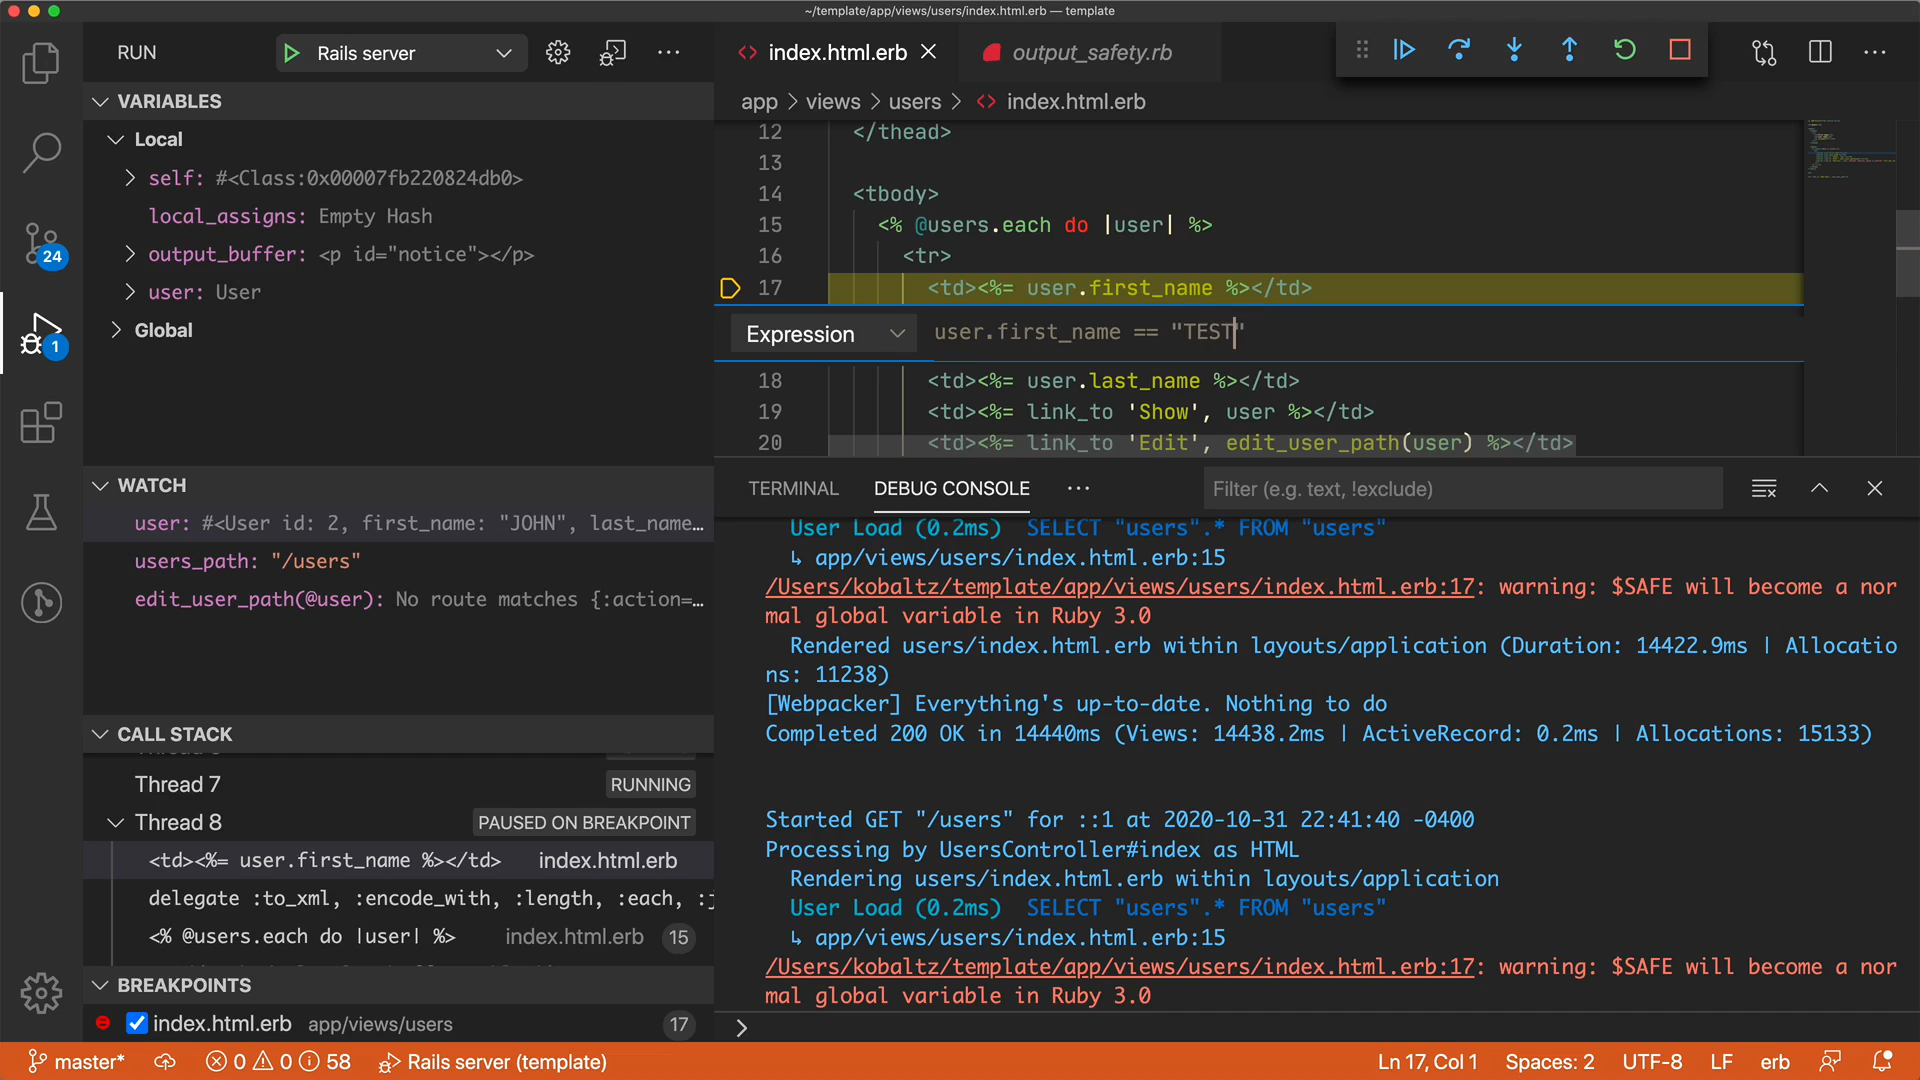 ~/template/app/views/users/index.html.erb — template
RUN
Rails server
index.html.erb
output_safety.rb
app > views > users > index.html.erb
VARIABLES
Local
self: #<Class:0x00007fb220824db0>
local_assigns: Empty Hash
output_buffer: <p id="notice"></p>
user: User
Global
24
1
WATCH
user: #<User id: 2, first_name: "JOHN", last_name…
users_path: "/users"
edit_user_path(@user): No route matches {:action=…
CALL STACK
Thread 7 RUNNING
Thread 8 PAUSED ON BREAKPOINT
<td><%= user.first_name %></td> index.html.erb
delegate :to_xml, :encode_with, :length, :each, :j
<% @users.each do |user| %> index.html.erb 15
BREAKPOINTS
index.html.erb app/views/users 17
12 </thead>
13
14 <tbody>
15 <% @users.each do |user| %>
16 <tr>
17 <td><%= user.first_name %></td>
Expression user.first_name == "TEST"
18 <td><%= user.last_name %></td>
19 <td><%= link_to 'Show', user %></td>
20 <td><%= link_to 'Edit', edit_user_path(user) %></td>
TERMINAL DEBUG CONSOLE Filter (e.g. text, !exclude)
User Load (0.2ms) SELECT "users".* FROM "users"
↳ app/views/users/index.html.erb:15
/Users/kobaltz/template/app/views/users/index.html.erb:17: warning: $SAFE will become a nor
mal global variable in Ruby 3.0
Rendered users/index.html.erb within layouts/application (Duration: 14422.9ms | Allocatio
ns: 11238)
[Webpacker] Everything's up-to-date. Nothing to do
Completed 200 OK in 14440ms (Views: 14438.2ms | ActiveRecord: 0.2ms | Allocations: 15133)
Started GET "/users" for ::1 at 2020-10-31 22:41:40 -0400
Processing by UsersController#index as HTML
Rendering users/index.html.erb within layouts/application
User Load (0.2ms) SELECT "users".* FROM "users"
↳ app/views/users/index.html.erb:15
/Users/kobaltz/template/app/views/users/index.html.erb:17: warning: $SAFE will become a nor
mal global variable in Ruby 3.0
master* 0 0 58 Rails server (template) Ln 17, Col 1 Spaces: 2 UTF-8 LF erb